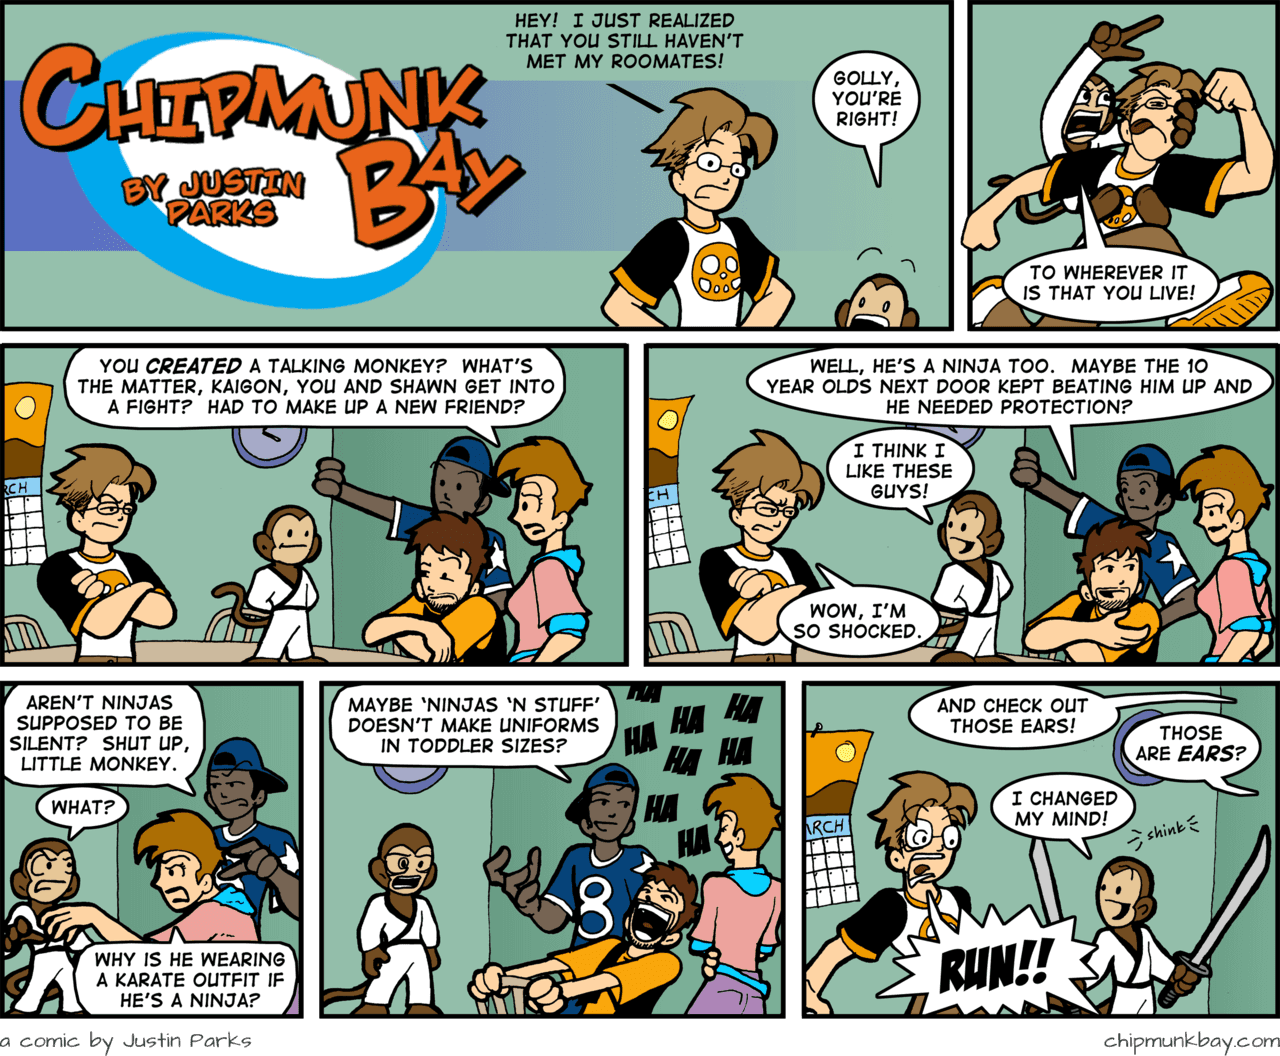 CHIPMUNK
BAY
BY JUSTIN
PARKS
HEY! I JUST REALIZED
THAT YOU STILL HAVEN'T
MET MY ROOMATES!
GOLLY,
YOU'RE
RIGHT!
TO WHEREVER IT
IS THAT YOU LIVE!
YOU CREATED A TALKING MONKEY? WHAT'S
THE MATTER, KAIGON, YOU AND SHAWN GET INTO
A FIGHT? HAD TO MAKE UP A NEW FRIEND?
RCH
WELL, HE'S A NINJA TOO. MAYBE THE 10
YEAR OLDS NEXT DOOR KEPT BEATING HIM UP AND
HE NEEDED PROTECTION?
I THINK I
LIKE THESE
GUYS!
CH
WOW, I'M
SO SHOCKED.
AREN'T NINJAS
SUPPOSED TO BE
SILENT? SHUT UP,
LITTLE MONKEY.
WHAT?
WHY IS HE WEARING
A KARATE OUTFIT IF
HE'S A NINJA?
MAYBE 'NINJAS 'N STUFF'
DOESN'T MAKE UNIFORMS
IN TODDLER SIZES?
HA
HA
HA
HA
HA
HA
HA
HA
8
AND CHECK OUT
THOSE EARS!
THOSE
ARE EARS?
I CHANGED
MY MIND!
shink
ARCH
RUN!!
a comic by Justin Parks
chipmunkbay.com